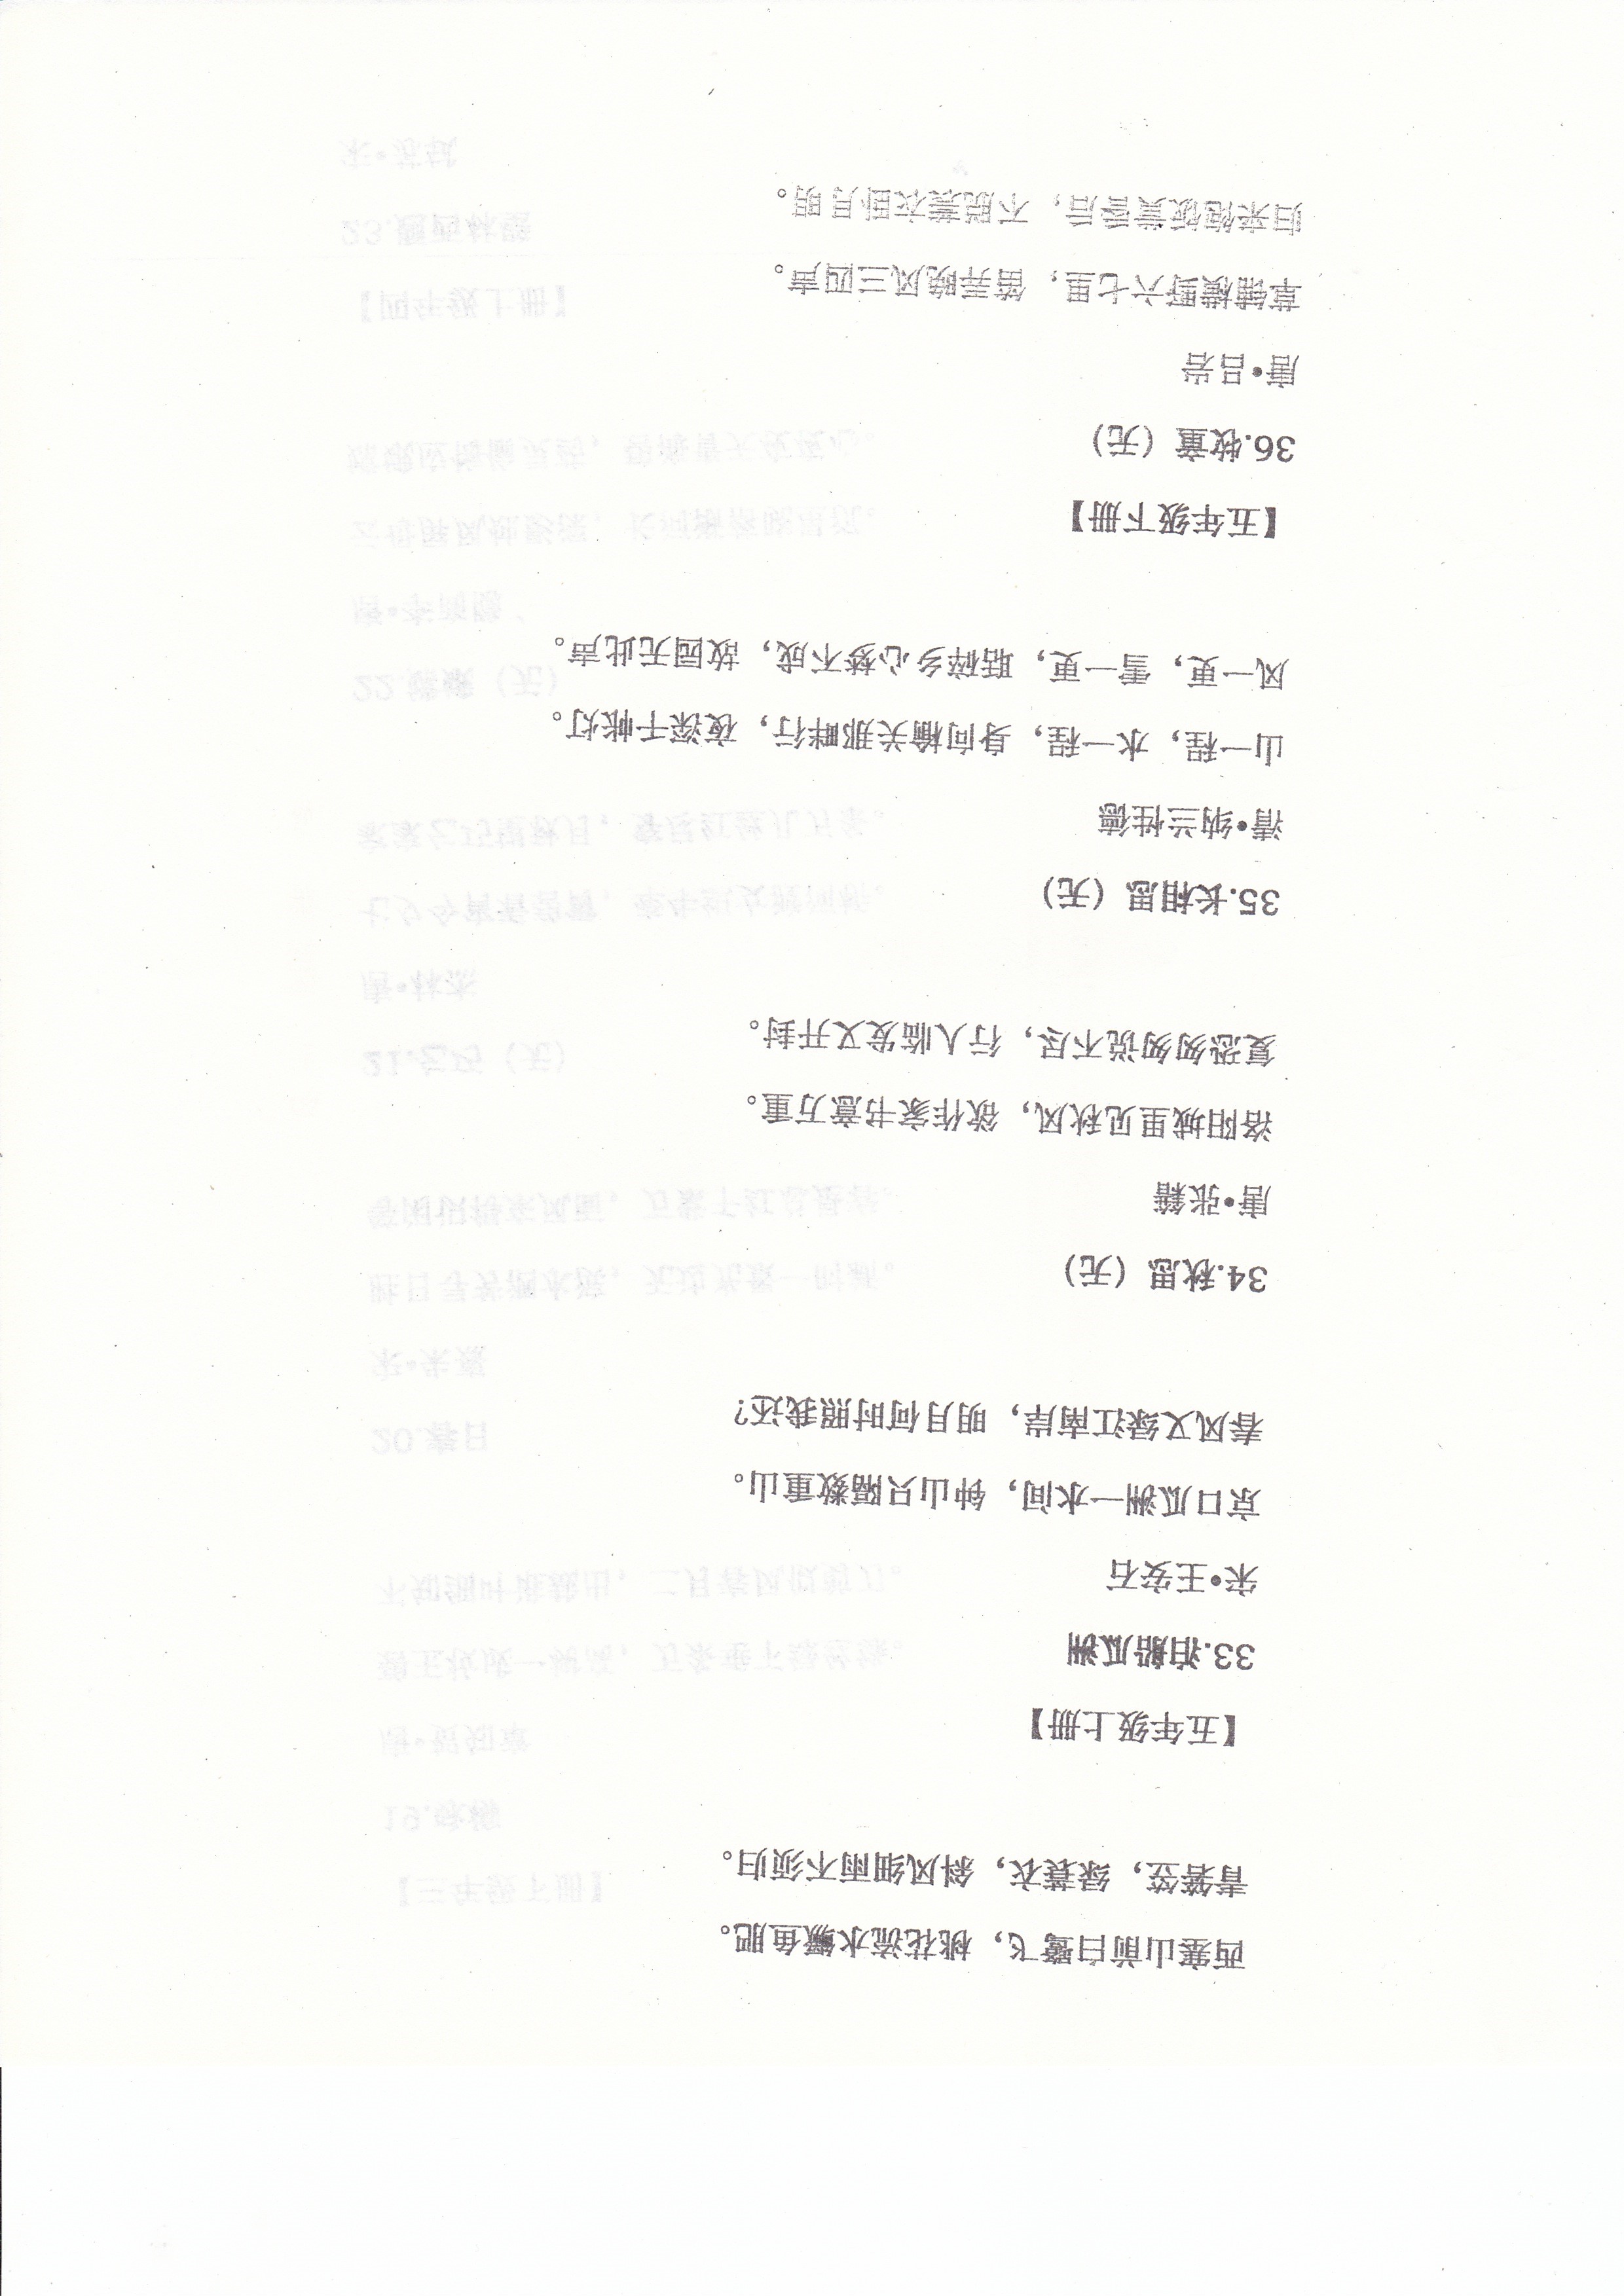 西塞山前白鹭飞，桃花流水鳜鱼肥。
青箬笠，绿蓑衣，斜风细雨不须归。
【五年级上册】
33.泊船瓜洲
宋•王安石
京口瓜洲一水间，钟山只隔数重山。
春风又绿江南岸，明月何时照我还?
34.秋思（无）
唐•张籍
洛阳城里见秋风，欲作家书意万重。
复恐匆匆说不尽，行人临发又开封。
35.长相思（无）
清•纳兰性德
山一程，水一程，身向榆关那畔行，夜深千帐灯。
风一更，雪一更，聒碎乡心梦不成，故园无此声。
【五年级下册】
36.牧童（无）
唐•吕岩
草铺横野六七里，笛弄晚风三四声。
归来饱饭黄昏后，不脱蓑衣卧月明。